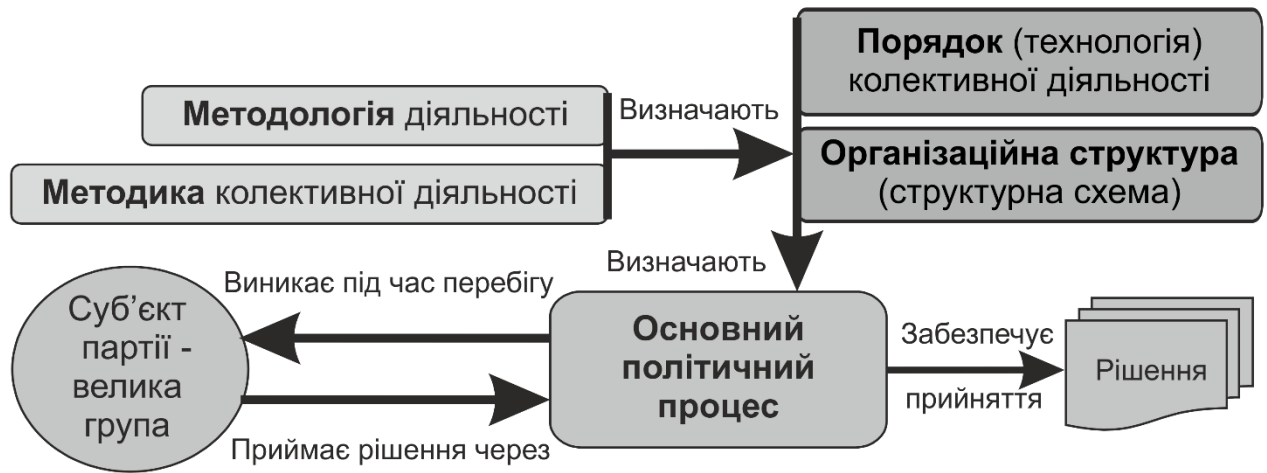 Методологія діяльності
Методика колективної діяльності
Визначають
Порядок (технологія)
колективної діяльності
Організаційна структура
(структурна схема)
Визначають
Виникає під час перебігу
Суб’єкт
партії -
велика
група
Приймає рішення через
Основний
політичний
процес
Забезпечує
прийняття
Рішення